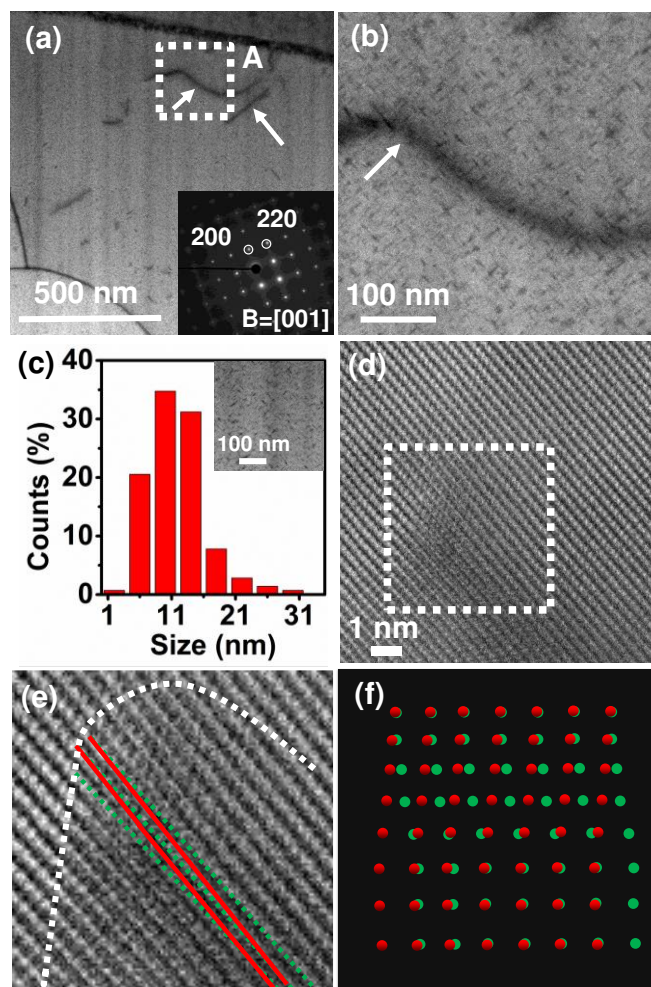 (a)
A
200
220
500 nm
B=[001]
(b)
100 nm
(c)
40
30
20
10
0
Counts (%)
100 nm
1
11
21
31
Size (nm)
(d)
1 nm
(e)
(f)